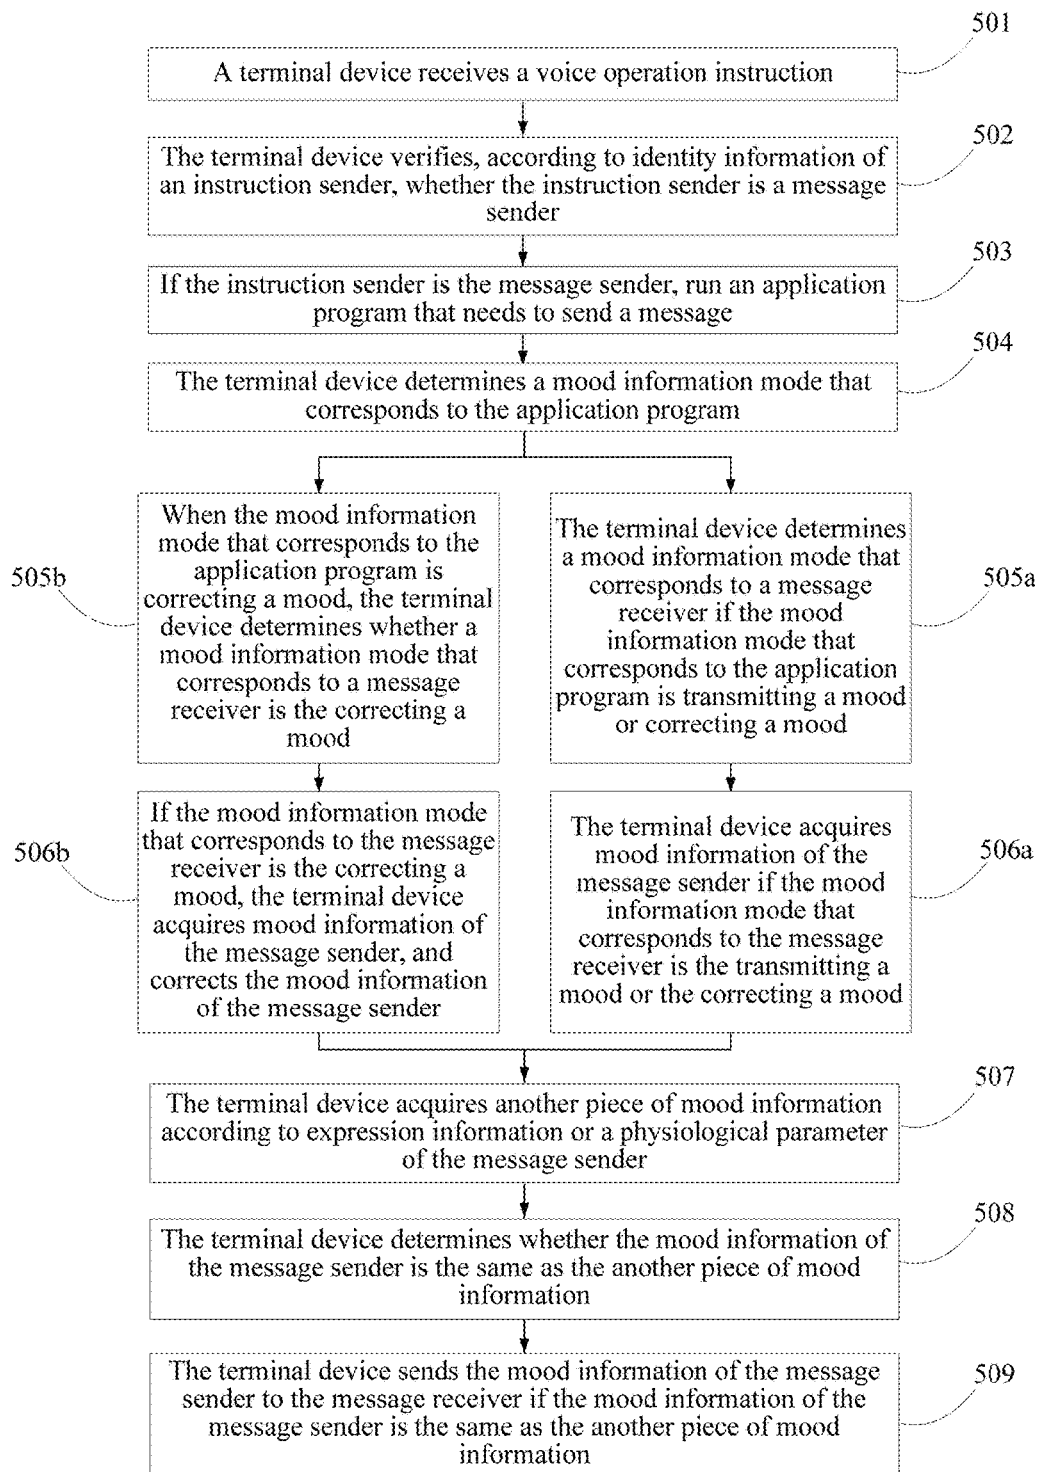 501
A terminal device receives a voice operation instruction
502
The terminal device verifies, according to identity information of
an instruction sender, whether the instruction sender is a message
sender
503
If the instruction sender is the message sender, run an application
program that needs to send a message
504
The terminal device determines a mood information mode that
corresponds to the application program
505b
When the mood information
mode that corresponds to the
application program is
correcting a mood, the terminal
device determines whether a
mood information mode that
corresponds to a message
receiver is the correcting a
mood
505a
The terminal device determines
a mood information mode that
corresponds to a message
receiver if the mood
information mode that
corresponds to the application
program is transmitting a mood
or correcting a mood
506b
If the mood information mode
that corresponds to the message
receiver is the correcting a
mood, the terminal device
acquires mood information of
the message sender, and
corrects the mood information
of the message sender
506a
The terminal device acquires
mood information of the
message sender if the mood
information mode that
corresponds to the message
receiver is the transmitting a
mood or the correcting a mood
507
The terminal device acquires another piece of mood information
according to expression information or a physiological parameter
of the message sender
508
The terminal device determines whether the mood information of
the message sender is the same as the another piece of mood
information
509
The terminal device sends the mood information of the message
sender to the message receiver if the mood information of the
message sender is the same as the another piece of mood
information